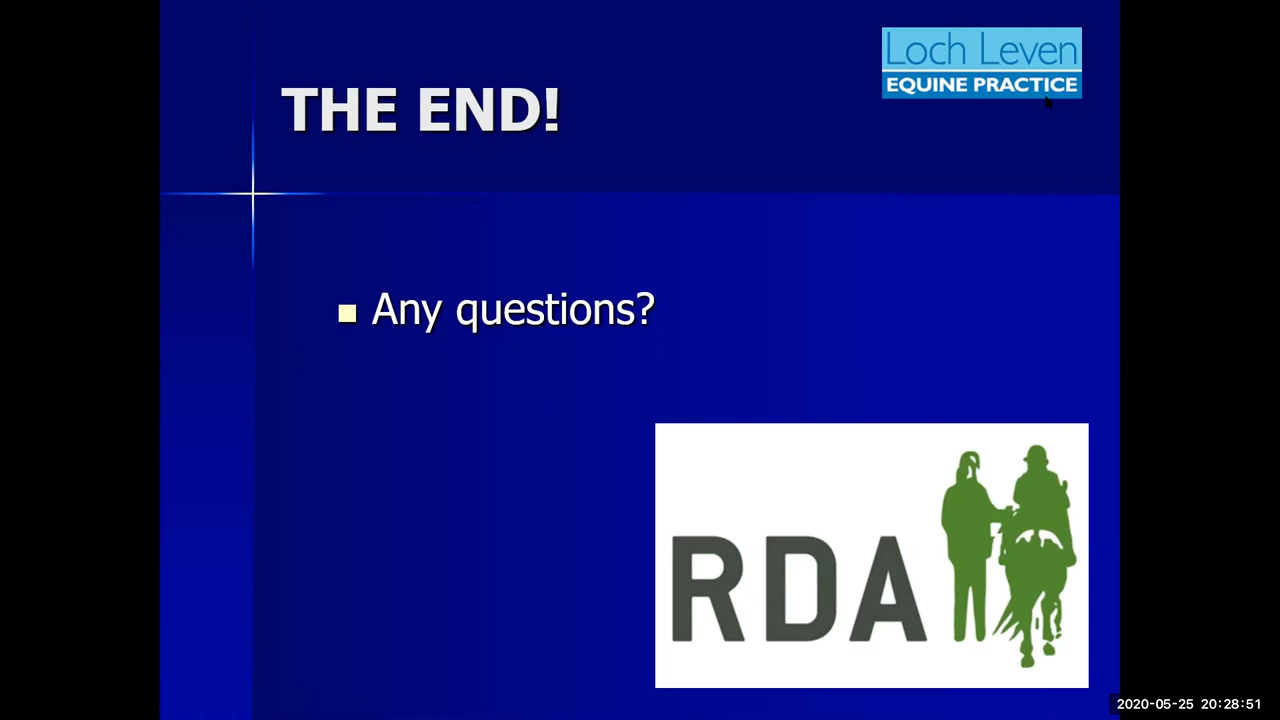 Loch Leven
EQUINE PRACTICE
THE END!
Any questions?
RDA
2020-05-25 20:28:51